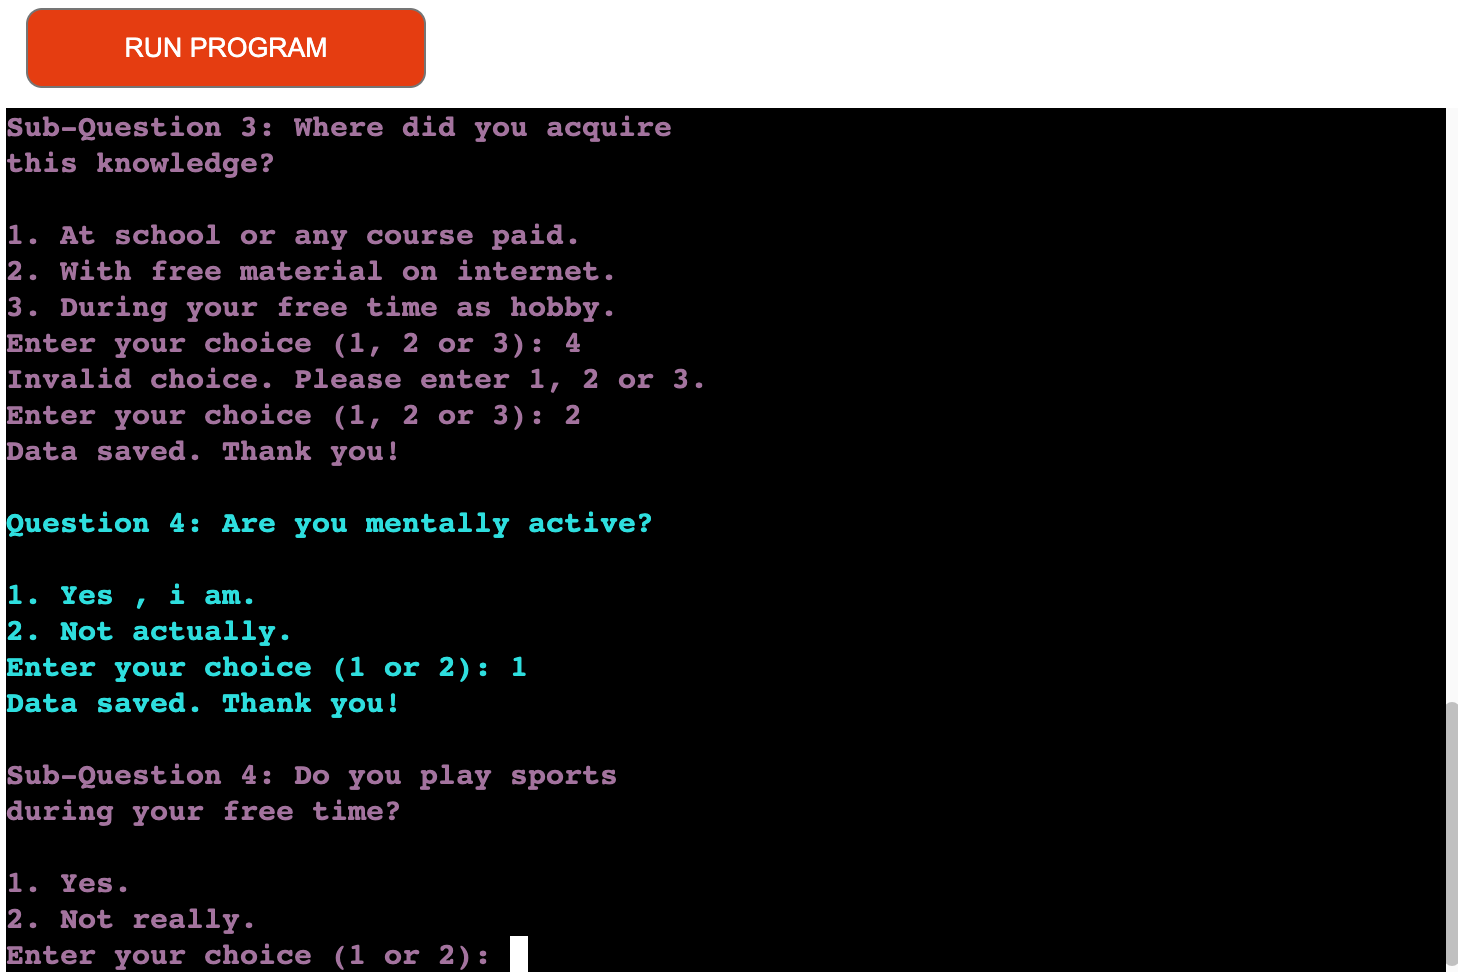 RUN PROGRAM
Sub-Question 3: Where did you acquire
this knowledge?
1. At school or any course paid.
2. With free material on internet.
3. During your free time as hobby.
Enter your choice (1, 2 or 3): 4
Invalid choice. Please enter 1, 2 or 3.
Enter your choice (1, 2 or 3): 2
Data saved. Thank you!
Question 4: Are you mentally active?
1. Yes , i am.
2. Not actually.
Enter your choice (1 or 2): 1
Data saved. Thank you!
Sub-Question 4: Do you play sports
during your free time?
1. Yes.
2. Not really.
Enter your choice (1 or 2):